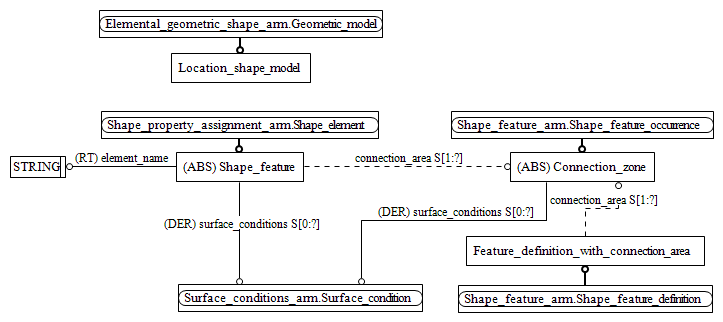 Elemental_geometric_shape_arm.Geometric_model
Location_shape_model
Shape_property_assignment_arm.Shape_element
Shape_feature_arm.Shape_feature_occurrence
STRING
(RT) element_name
(ABS) Shape_feature
connection_area S[1:?]
(ABS) Connection_zone
connection_area S[1:?]
(DER) surface_conditions S[0:?]
(DER) surface_conditions S[0:?]
Feature_definition_with_connection_area
Surface_conditions_arm.Surface_condition
Shape_feature_arm.Shape_feature_definition